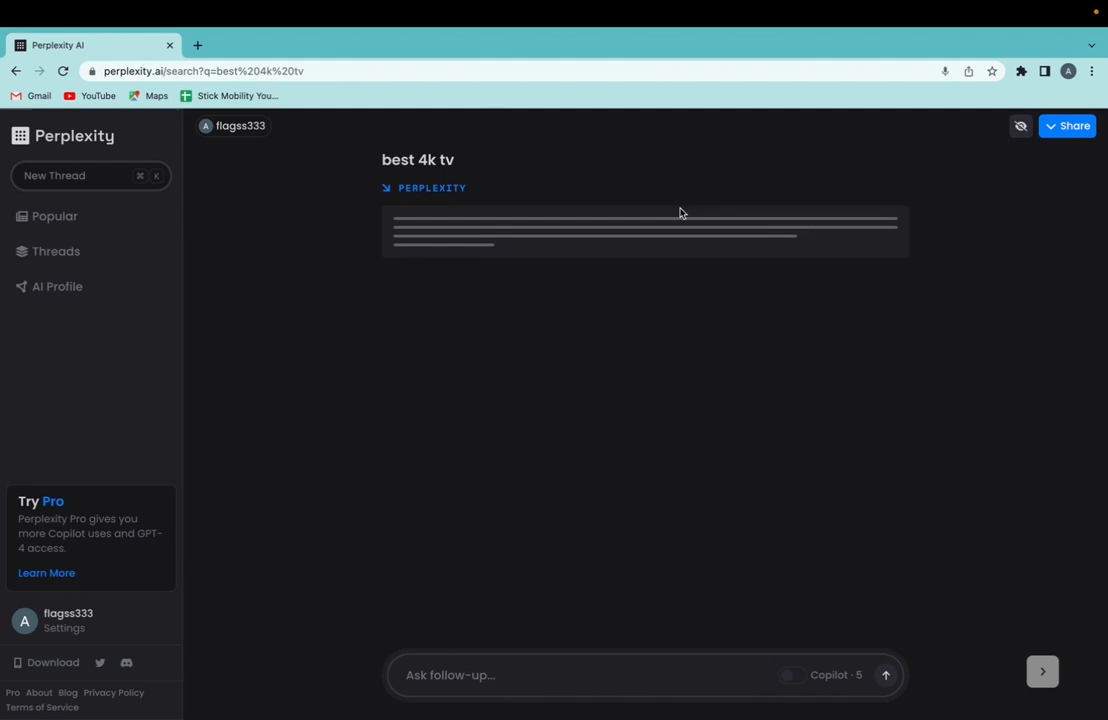 Perplexity AI
perplexity.ai/search?q=best%204k%20tv
A
Gmail
YouTube
Maps
Stick Mobility You...
Perplexity
New Thread
⌘ K
Popular
Threads
AI Profile
A flagss333
Share
best 4k tv
PERPLEXITY
Try Pro
Perplexity Pro gives you
more Copilot uses and GPT-
4 access.
Learn More
A
flagss333
Settings
Download
Pro About Blog Privacy Policy
Terms of Service
Ask follow-up...
Copilot · 5